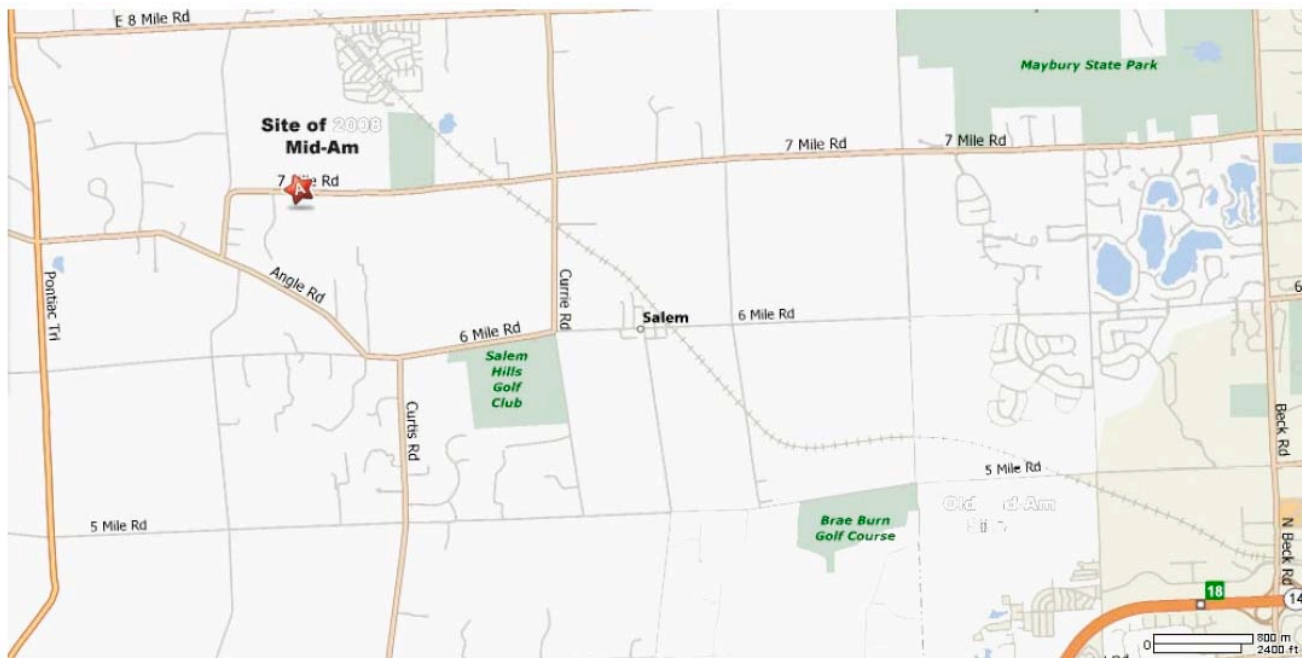 E 8 Mile Rd
Maybury State Park
Site of 2008
Mid-Am
7 Mile Rd
7 Mile Rd
7 Mile Rd
A
Pontiac Trl
Angle Rd
Currie Rd
Salem
6 Mile Rd
6 Mile Rd
6
Salem
Hills
Golf
Club
Curtis Rd
Beck Rd
5 Mile Rd
5 Mile Rd
Brae Burn
Golf Course
N Beck Rd
18
14
0
800 m
2400 ft